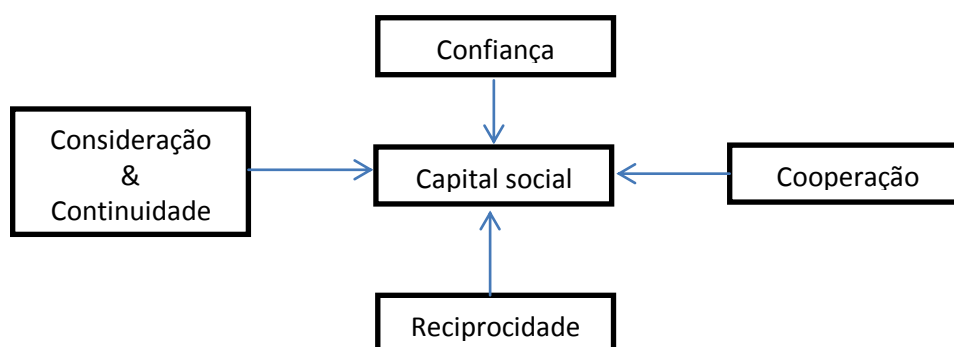 Confiança
Consideração
&
Continuidade
Capital social
Cooperação
Reciprocidade